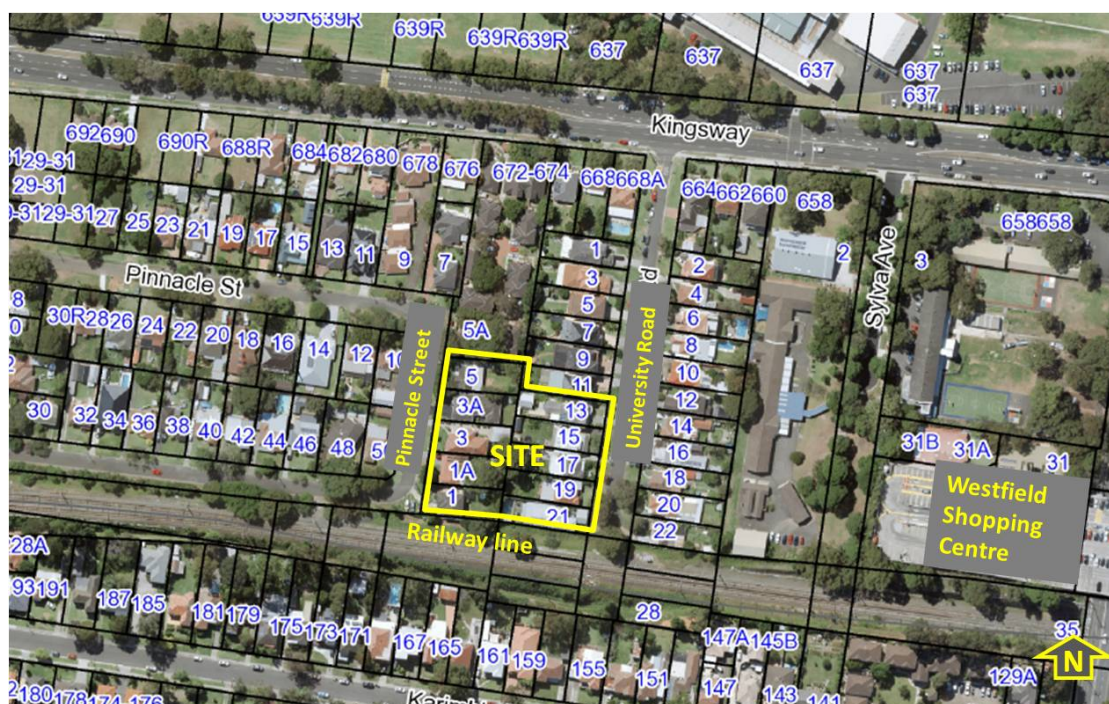 639R 639R
639R 639R 639R
637 637 637 637
637
Kingsway
692 690 690R 688R 684 682 680 678 676 672-674 668 668A 664 662 660 658 658 658
29-31
29-31
29-31 27 25 23 21 19 17 15 13 11 9 7
1
3
5
7
9
11
2
4
6
8
10
12
14
16
18
20
22
2
Sylva Ave
3
Pinnacle St
30R 28 26 24 22 20 18 16 14 12
5A
Pinnacle Street
University Road
30 32 34 36 38 40 42 44 46 48
5
3A
3
1A
1
SITE
13
15
17
19
21
31B 31A 31
Westfield
Shopping
Centre
Railway line
28A
191 187 185 181 179 175 173 171 167 165 161 159 155 151 28 147A 145B 35
N
147 143 141 129A
180 178 174 176